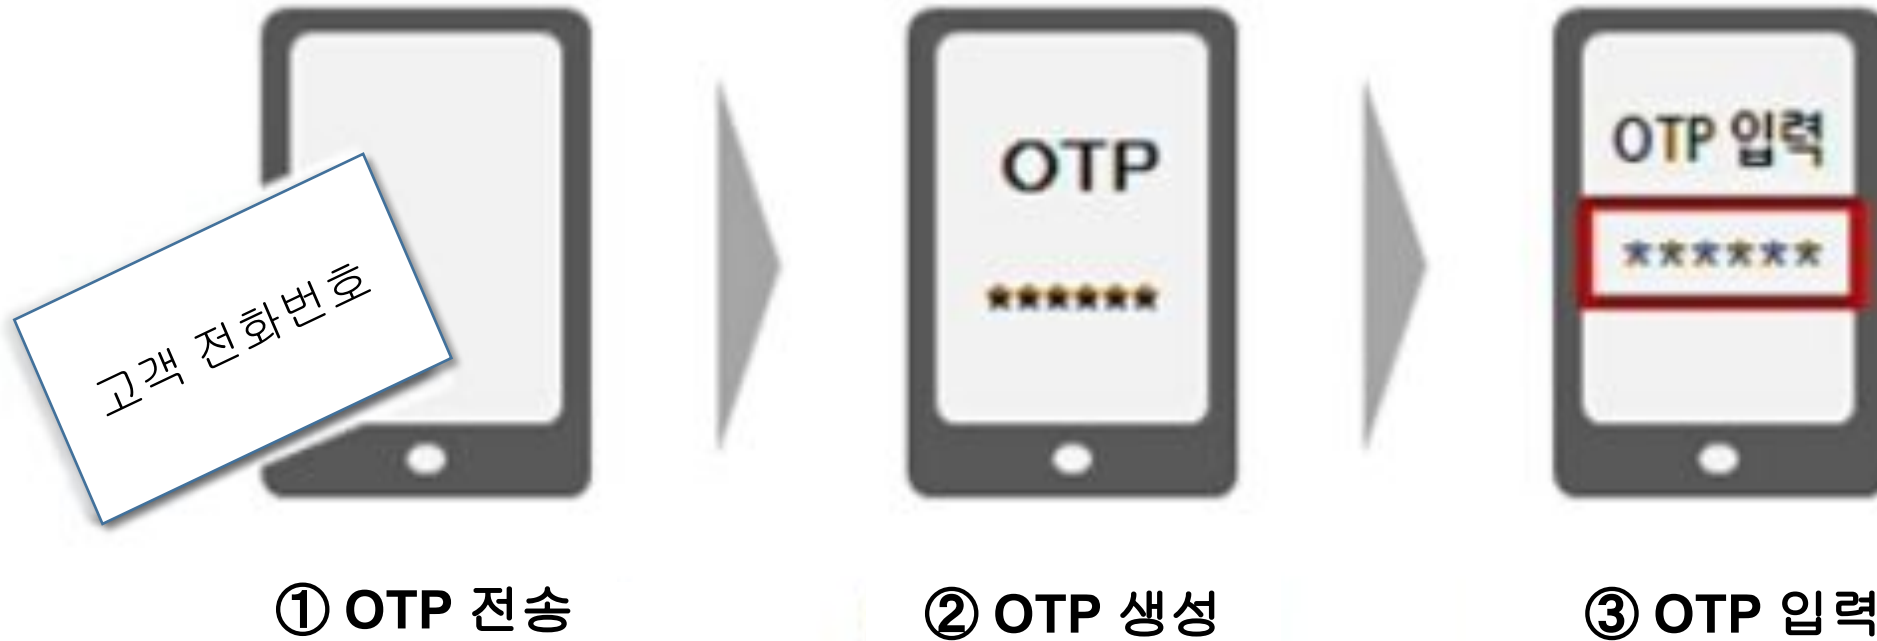 고객 전화번호
OTP
★★★★★★
OTP 입력
★★★★★★
① OTP 전송
② OTP 생성
③ OTP 입력